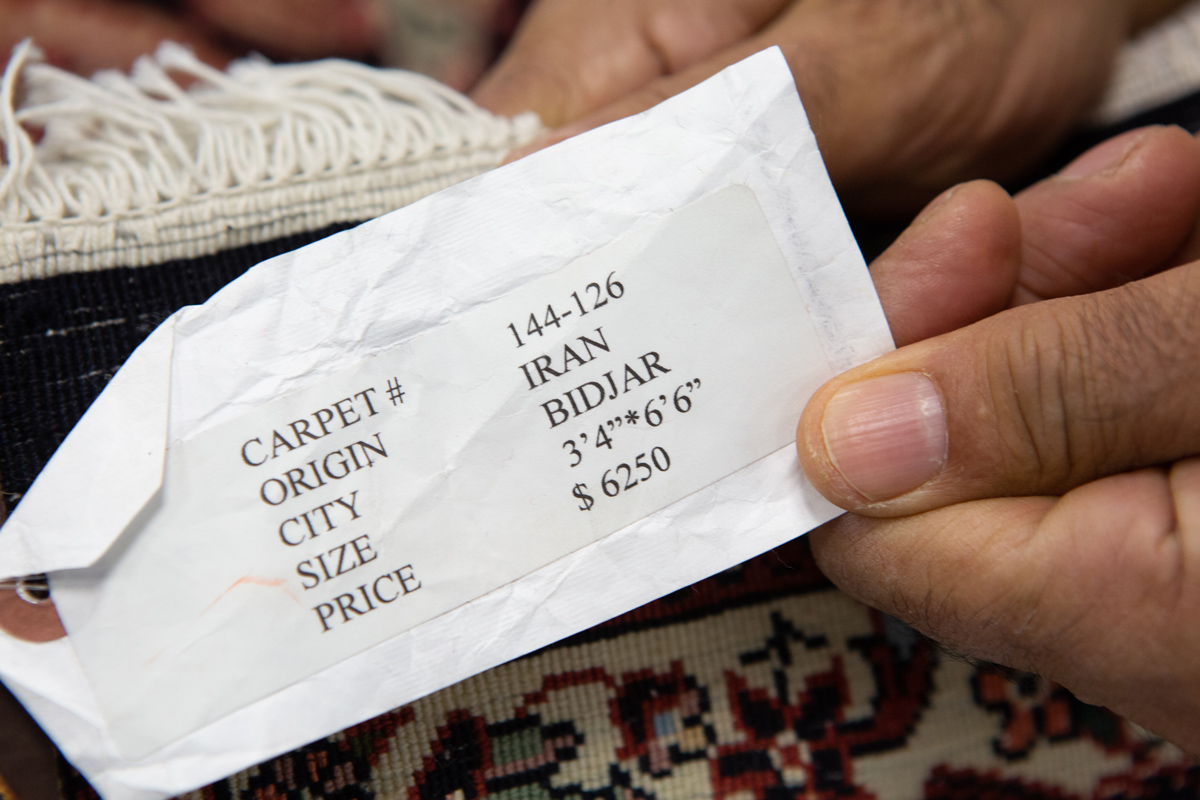 CARPET # 144-126
ORIGIN IRAN
CITY BIDJAR
SIZE 3’4”*6’6”
PRICE $ 6250